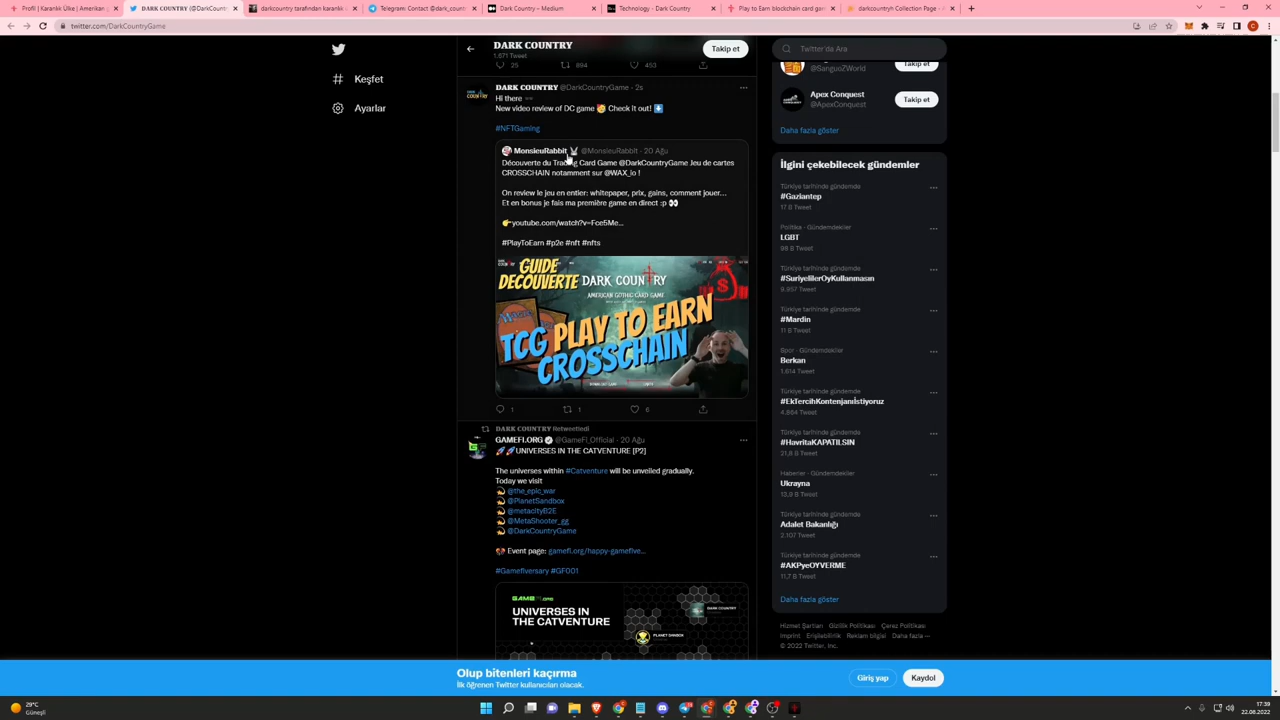 Profil | Karanlık Ülke | Amerikan
DARK COUNTRY (@DarkCount
darkcountry tarafından karanlık
Telegram: Contact @dark_count
Dark Country – Medium
Technology - Dark Country
Play to Earn blockchain card gam
darkcountryh Collection Page -
twitter.com/DarkCountryGame
Keşfet
Ayarlar
DARK COUNTRY
1.571 Tweet
Takip et
25
894
450
DARK COUNTRY @DarkCountryGame · 2s
Hi there
New video review of DC game 🥳 Check it out! ⬇️
#NFTGaming
MonsieuRabbit @MonsieuRabbit · 20 Ağu
Découverte du Trading Card Game @DarkCountryGame Jeu de cartes
CROSSCHAIN notamment sur @WAX_io !
On review le jeu en entier: whitepaper, prix, gains, comment jouer…
Et en bonus je fais ma première game en direct :p 👀
👉youtube.com/watch?v=Fce5Me…
#PlayToEarn #p2e #nft #nfts
GUIDE
DECOUVERTE
DARK COUNTRY
AMERICAN GOTHIC CARD GAME
TCG PLAY TO EARN
CROSSCHAIN
1
1
6
DARK COUNTRY Retweetledi
GAMEFI.ORG @GameFi_Official · 20 Ağu
🚀🚀UNIVERSES IN THE CATVENTURE [P2]
The universes within #Catventure will be unveiled gradually.
Today we visit
💫 @the_epic_war
💫 @PlanetSandbox
💫 @metacityB2E
💫 @MetaShooter_gg
💫 @DarkCountryGame
Event page: gamefi.org/happy-gamefive…
#Gamefiversary #GF001
GAMEFI.ORG
UNIVERSES IN
THE CATVENTURE
DARK COUNTRY
PLANET SANDBOX
Twitter'da Ara
@SanguoZWorld
Takip et
Apex Conquest
@ApexConquest
Takip et
Daha fazla göster
İlgini çekebilecek gündemler
Türkiye tarihinde gündemde
#Gaziantep
17 B Tweet
Politika · Gündemdekiler
LGBT
98 B Tweet
Türkiye tarihinde gündemde
#SuriyelilerOyKullanmasın
9.957 Tweet
Türkiye tarihinde gündemde
#Mardin
11 B Tweet
Spor · Gündemdekiler
Berkan
1.614 Tweet
Türkiye tarihinde gündemde
#EkTercihKontenjanıİstiyoruz
4.864 Tweet
Türkiye tarihinde gündemde
#HavritaKAPATILSIN
21,8 B Tweet
Haberler · Gündemdekiler
Ukrayna
13,9 B Tweet
Türkiye tarihinde gündemde
Adalet Bakanlığı
2.107 Tweet
Türkiye tarihinde gündemde
#AKPyeOYVERME
11,7 B Tweet
Daha fazla göster
Hizmet Şartları Gizlilik Politikası Çerez Politikası
Imprint Erişilebilirlik Reklam bilgisi Daha fazla ···
© 2022 Twitter, Inc.
Olup bitenleri kaçırma
İlk öğrenen Twitter kullanıcıları olacak.
Giriş yap
Kaydol
29°C
Güneşli
17:39
22.08.2022